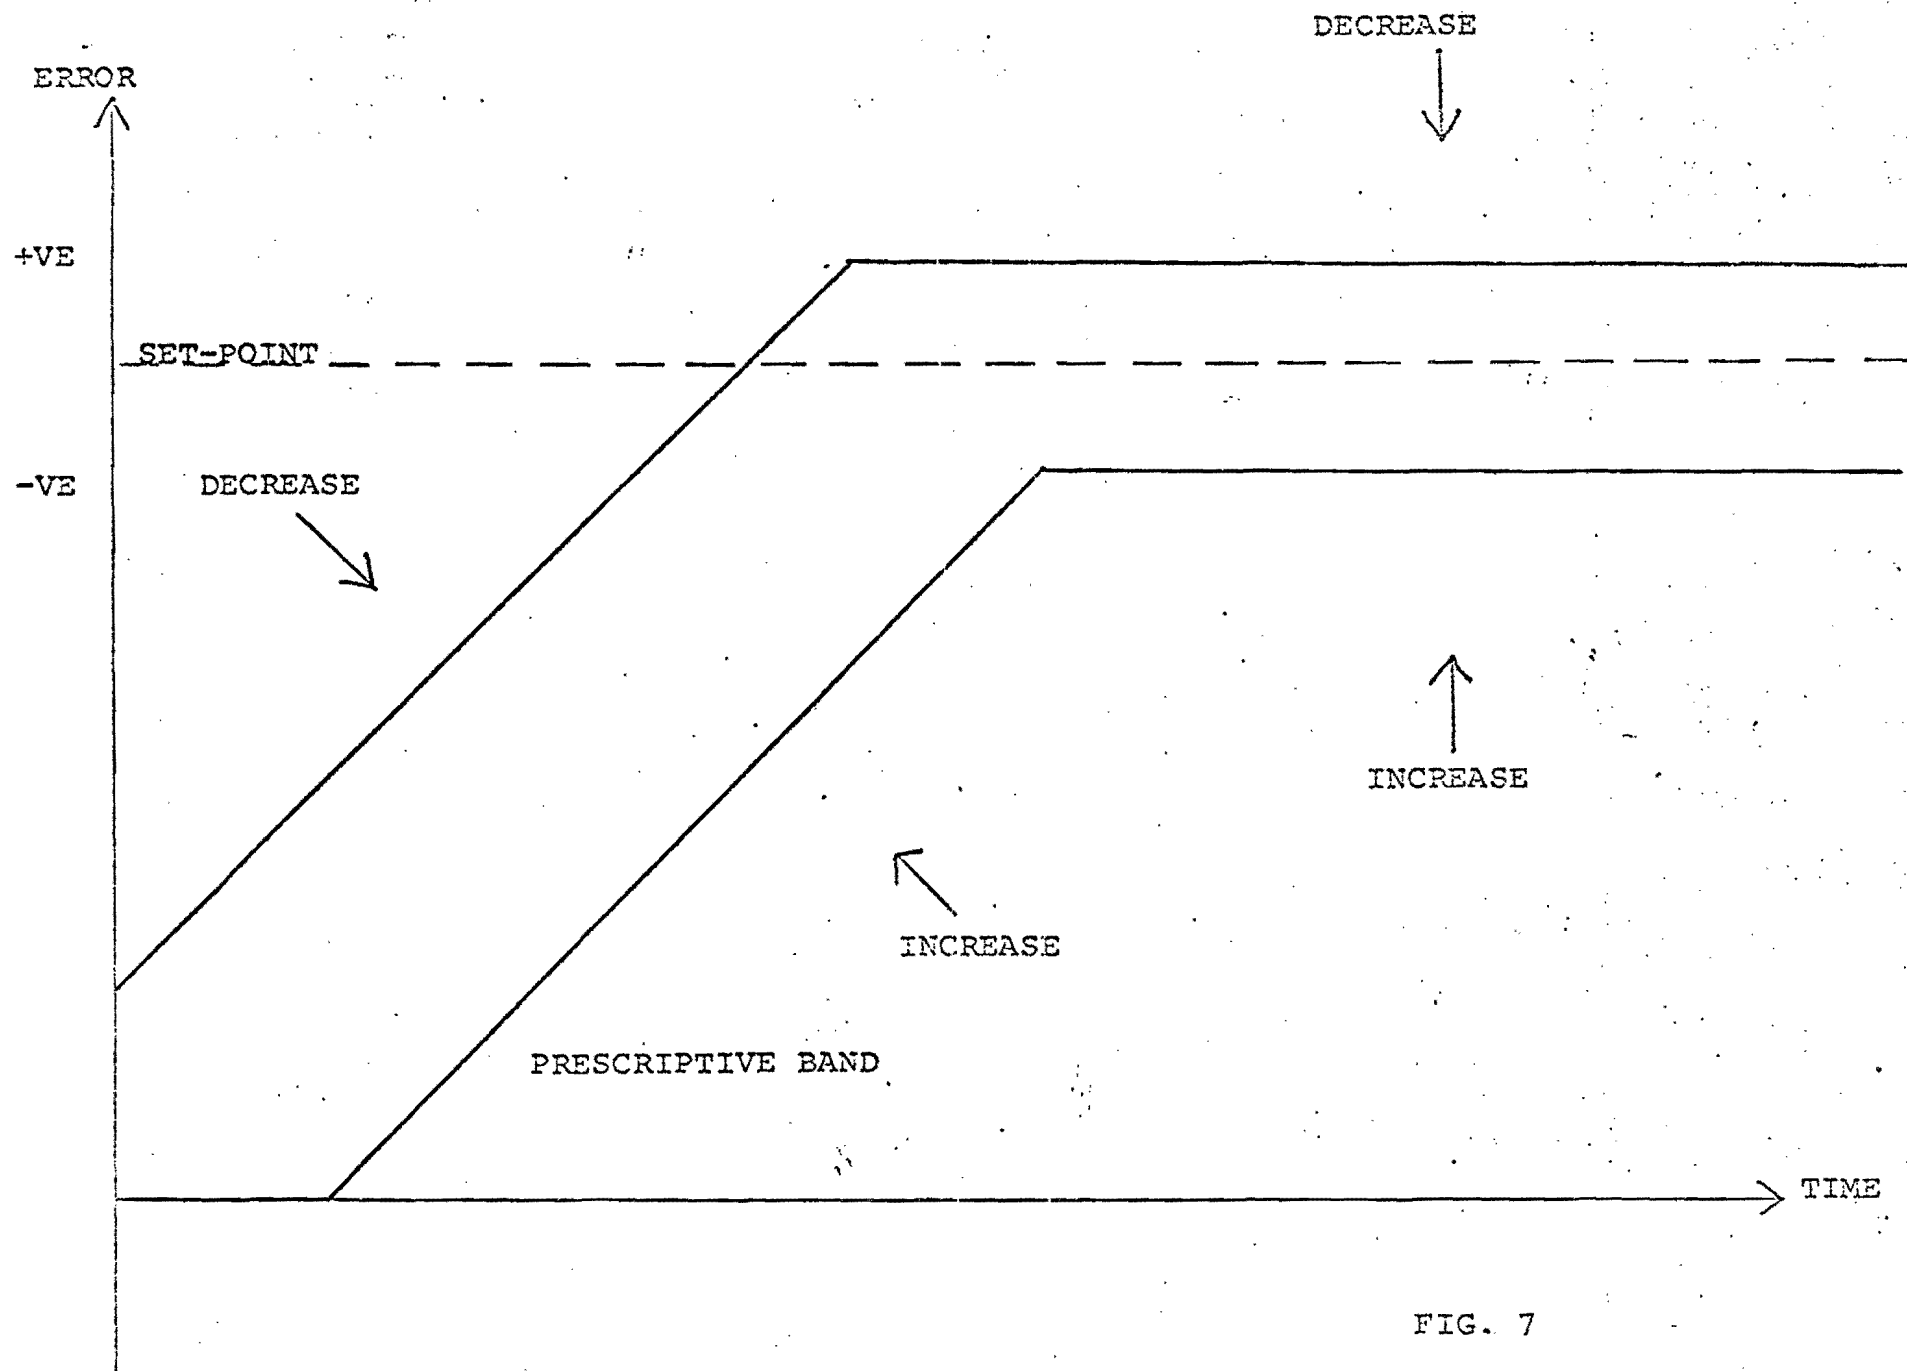 DECREASE
ERROR
+VE
SET-POINT
-VE
DECREASE
INCREASE
INCREASE
PRESCRIPTIVE BAND
TIME
FIG. 7